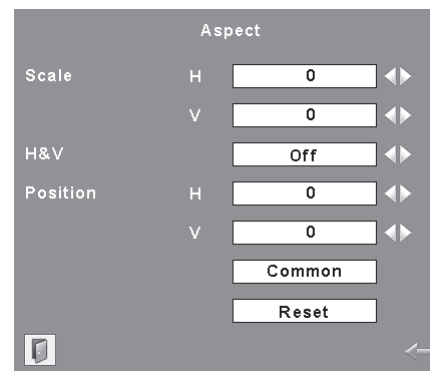 Aspect
Scale H 0
V 0
H&V Off
Position H 0
V 0
Common
Reset